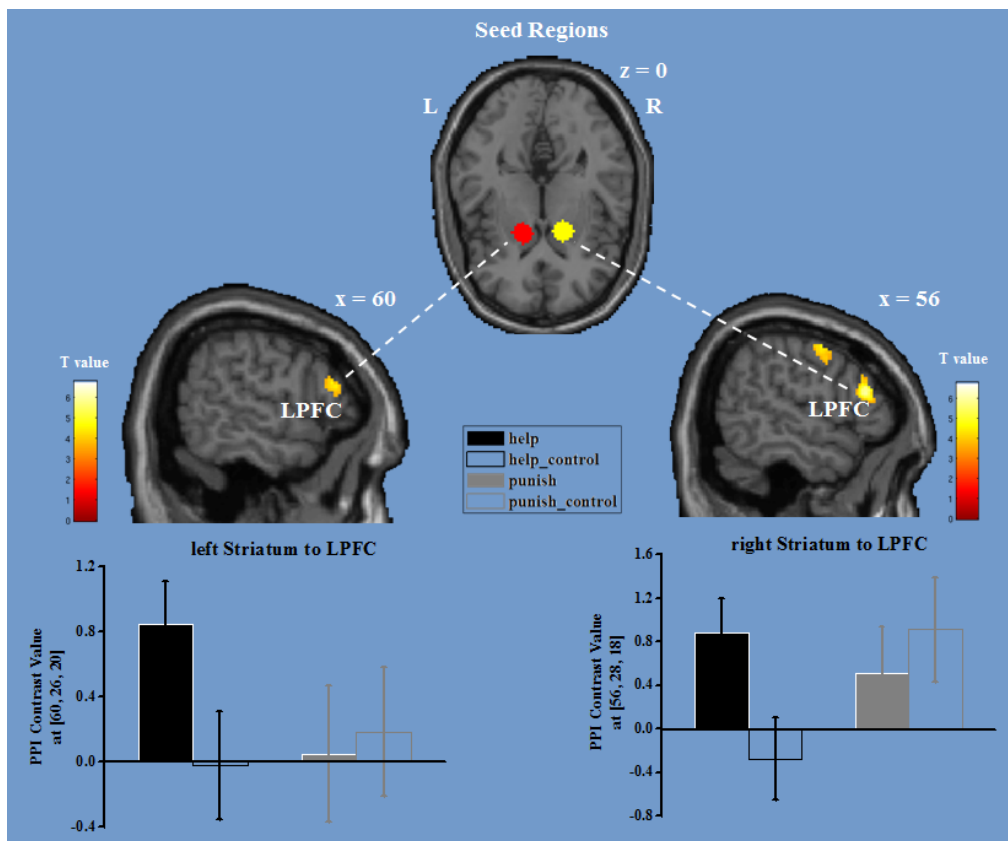 Seed Regions
z = 0
L
R
x = 60
x = 56
T value
7
6
5
4
3
2
1
0
LPFC
T value
7
6
5
4
3
2
1
0
LPFC
help
help_control
punish
punish_control
left Striatum to LPFC
PPI Contrast Value
at [60, 26, 20]
1.2
0.8
0.4
0.0
-0.4
right Striatum to LPFC
PPI Contrast Value
at [56, 28, 18]
1.6
1.2
0.8
0.4
0.0
-0.4
-0.8